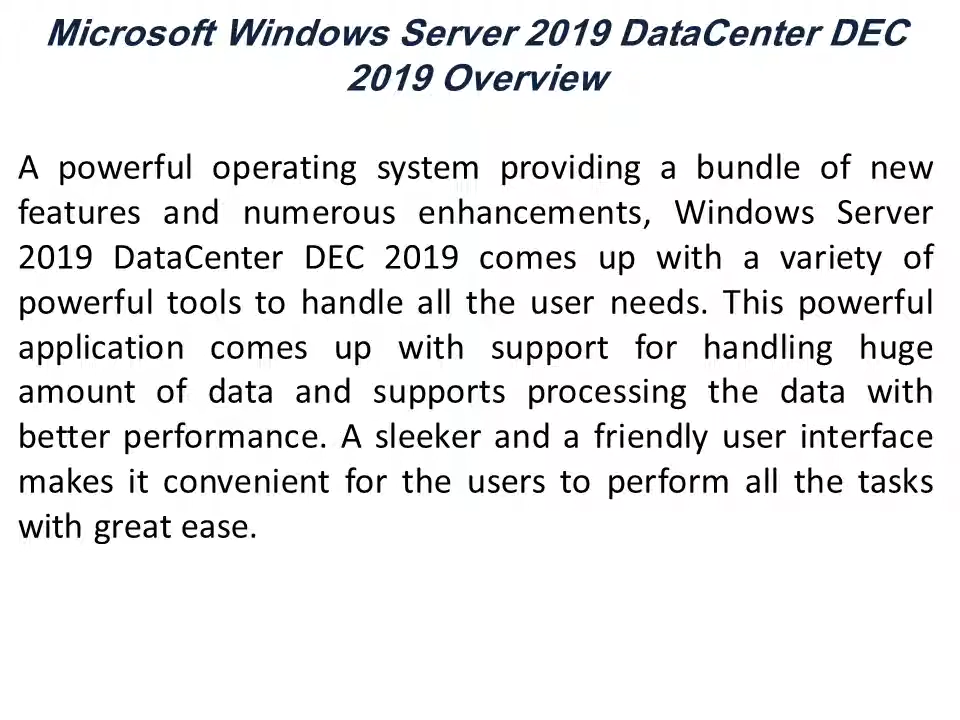 Microsoft Windows Server 2019 DataCenter DEC
2019 Overview
A powerful operating system providing a bundle of new
features and numerous enhancements, Windows Server
2019 DataCenter DEC 2019 comes up with a variety of
powerful tools to handle all the user needs. This powerful
application comes up with support for handling huge
amount of data and supports processing the data with
better performance. A sleeker and a friendly user interface
makes it convenient for the users to perform all the tasks
with great ease.